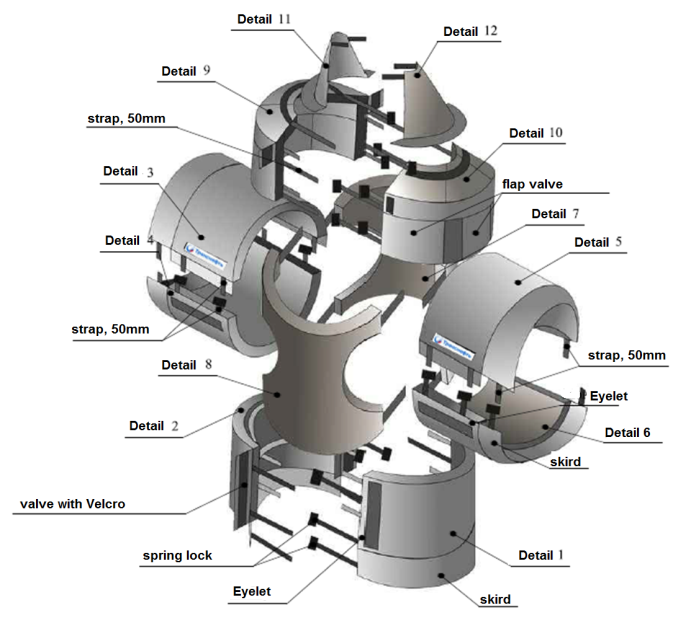 Detail 11
Detail 12
Detail 9
strap, 50mm
Detail 10
flap valve
Detail 3
Detail 7
Detail 4
Detail 5
strap, 50mm
strap, 50mm
Detail 8
Eyelet
Detail 2
Detail 6
skird
valve with Velcro
spring lock
Detail 1
Eyelet
skird